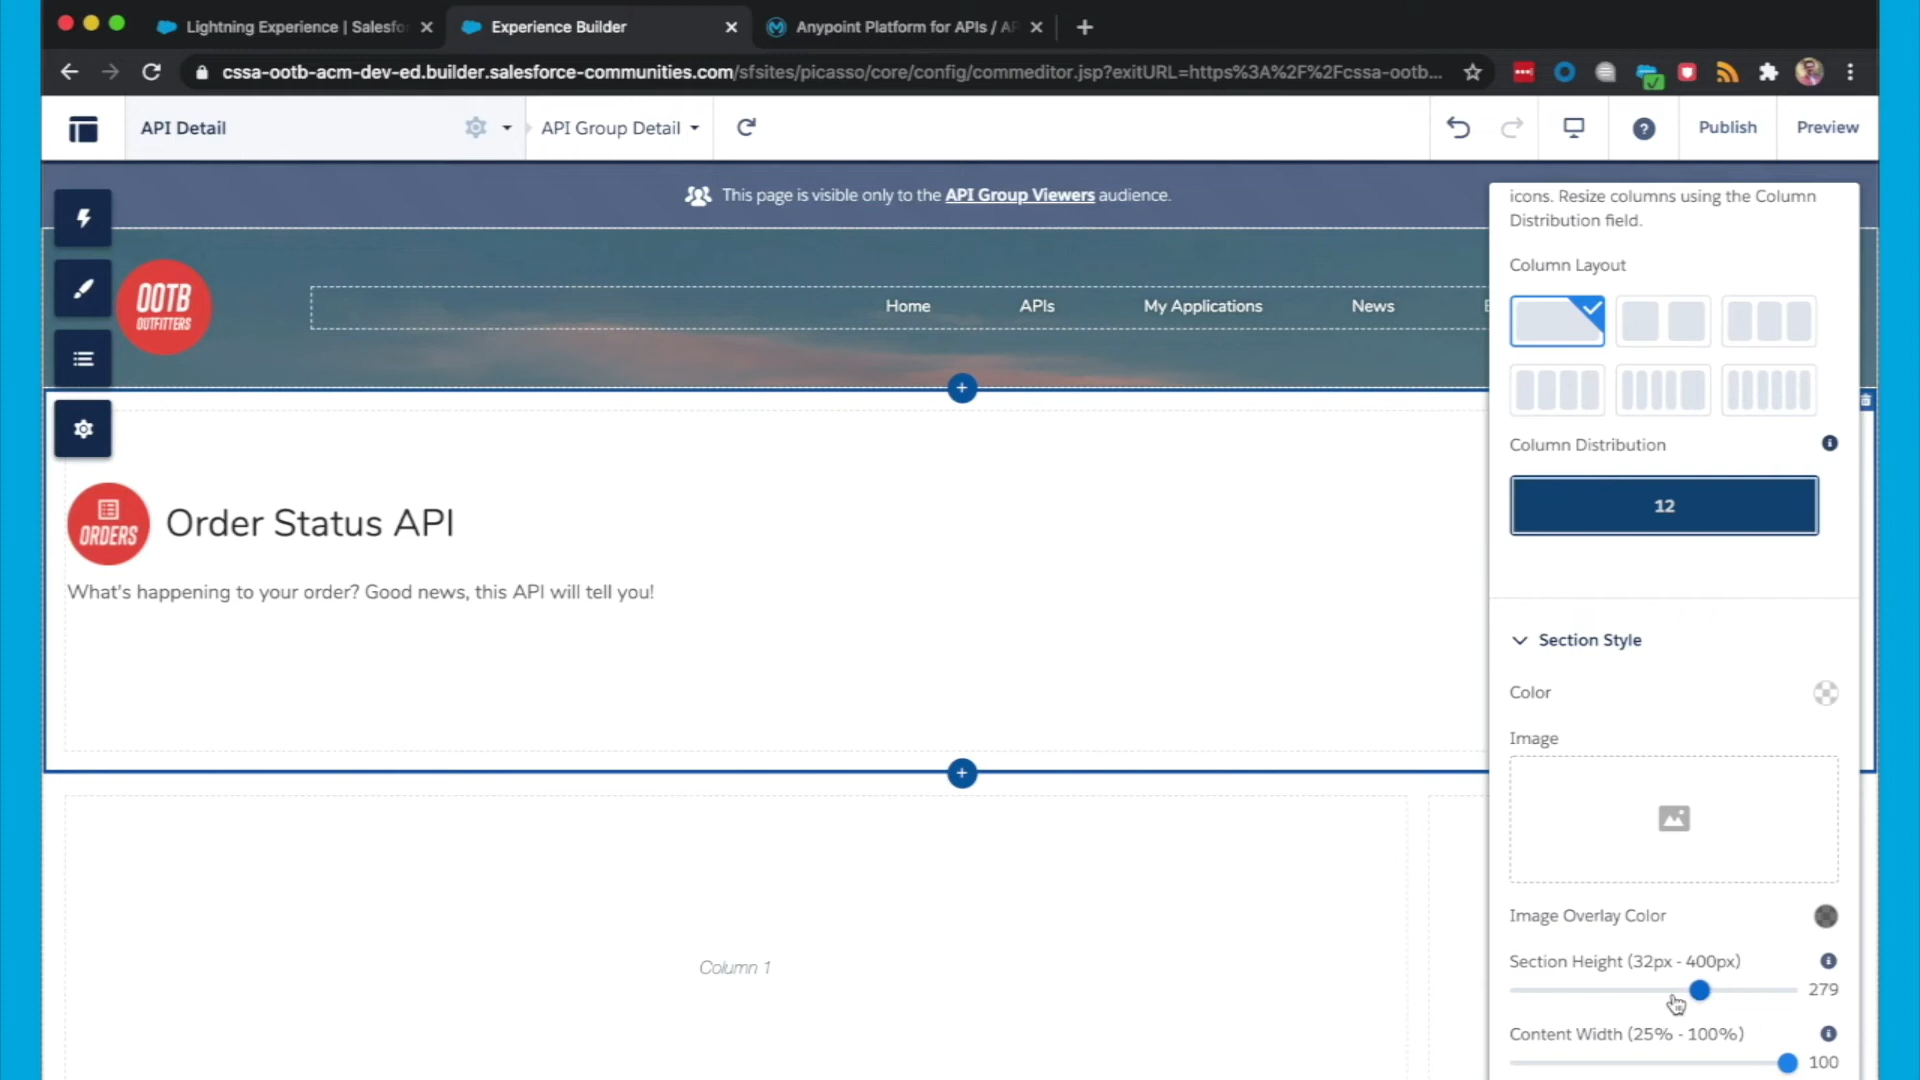 Lightning Experience | Salesfo
Experience Builder
Anypoint Platform for APIs / AP
cssa-ootb-acm-dev-ed.builder.salesforce-communities.com/sfsites/picasso/core/config/commeditor.jsp?exitURL=https%3A%2F%2Fcssa-ootb...
API Detail
API Group Detail
Publish
Preview
This page is visible only to the API Group Viewers audience.
OOTB
OUTFITTERS
Home
APIs
My Applications
News
ORDERS
Order Status API
What's happening to your order? Good news, this API will tell you!
Column 1
icons. Resize columns using the Column
Distribution field.
Column Layout
Column Distribution
12
Section Style
Color
Image
Image Overlay Color
Section Height (32px - 400px)
279
Content Width (25% - 100%)
100